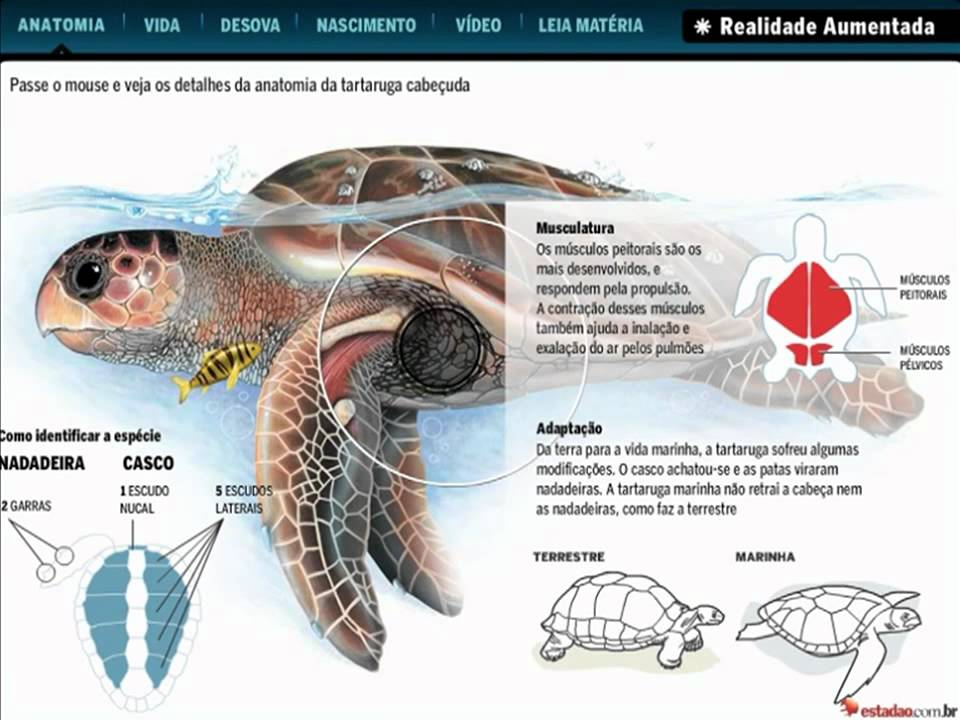 ANATOMIA VIDA DESOVA NASCIMENTO VÍDEO LEIA MATÉRIA Realidade Aumentada
Passe o mouse e veja os detalhes da anatomia da tartaruga cabeçuda
Musculatura
Os músculos peitorais são os
mais desenvolvidos, e
respondem pela propulsão.
A contração desses músculos
também ajuda a inalação e
exalação do ar pelos pulmões
MÚSCULOS
PEITORAIS
MÚSCULOS
PÉLVICOS
Adaptação
Da terra para a vida marinha, a tartaruga sofreu algumas
modificações. O casco achatou-se e as patas viraram
nadadeiras. A tartaruga marinha não retrai a cabeça nem
as nadadeiras, como faz a terrestre
TERRESTRE
MARINHA
Como identificar a espécie
NADADEIRA
CASCO
2 GARRAS
1 ESCUDO
NUCAL
5 ESCUDOS
LATERAIS
estadao.com.br